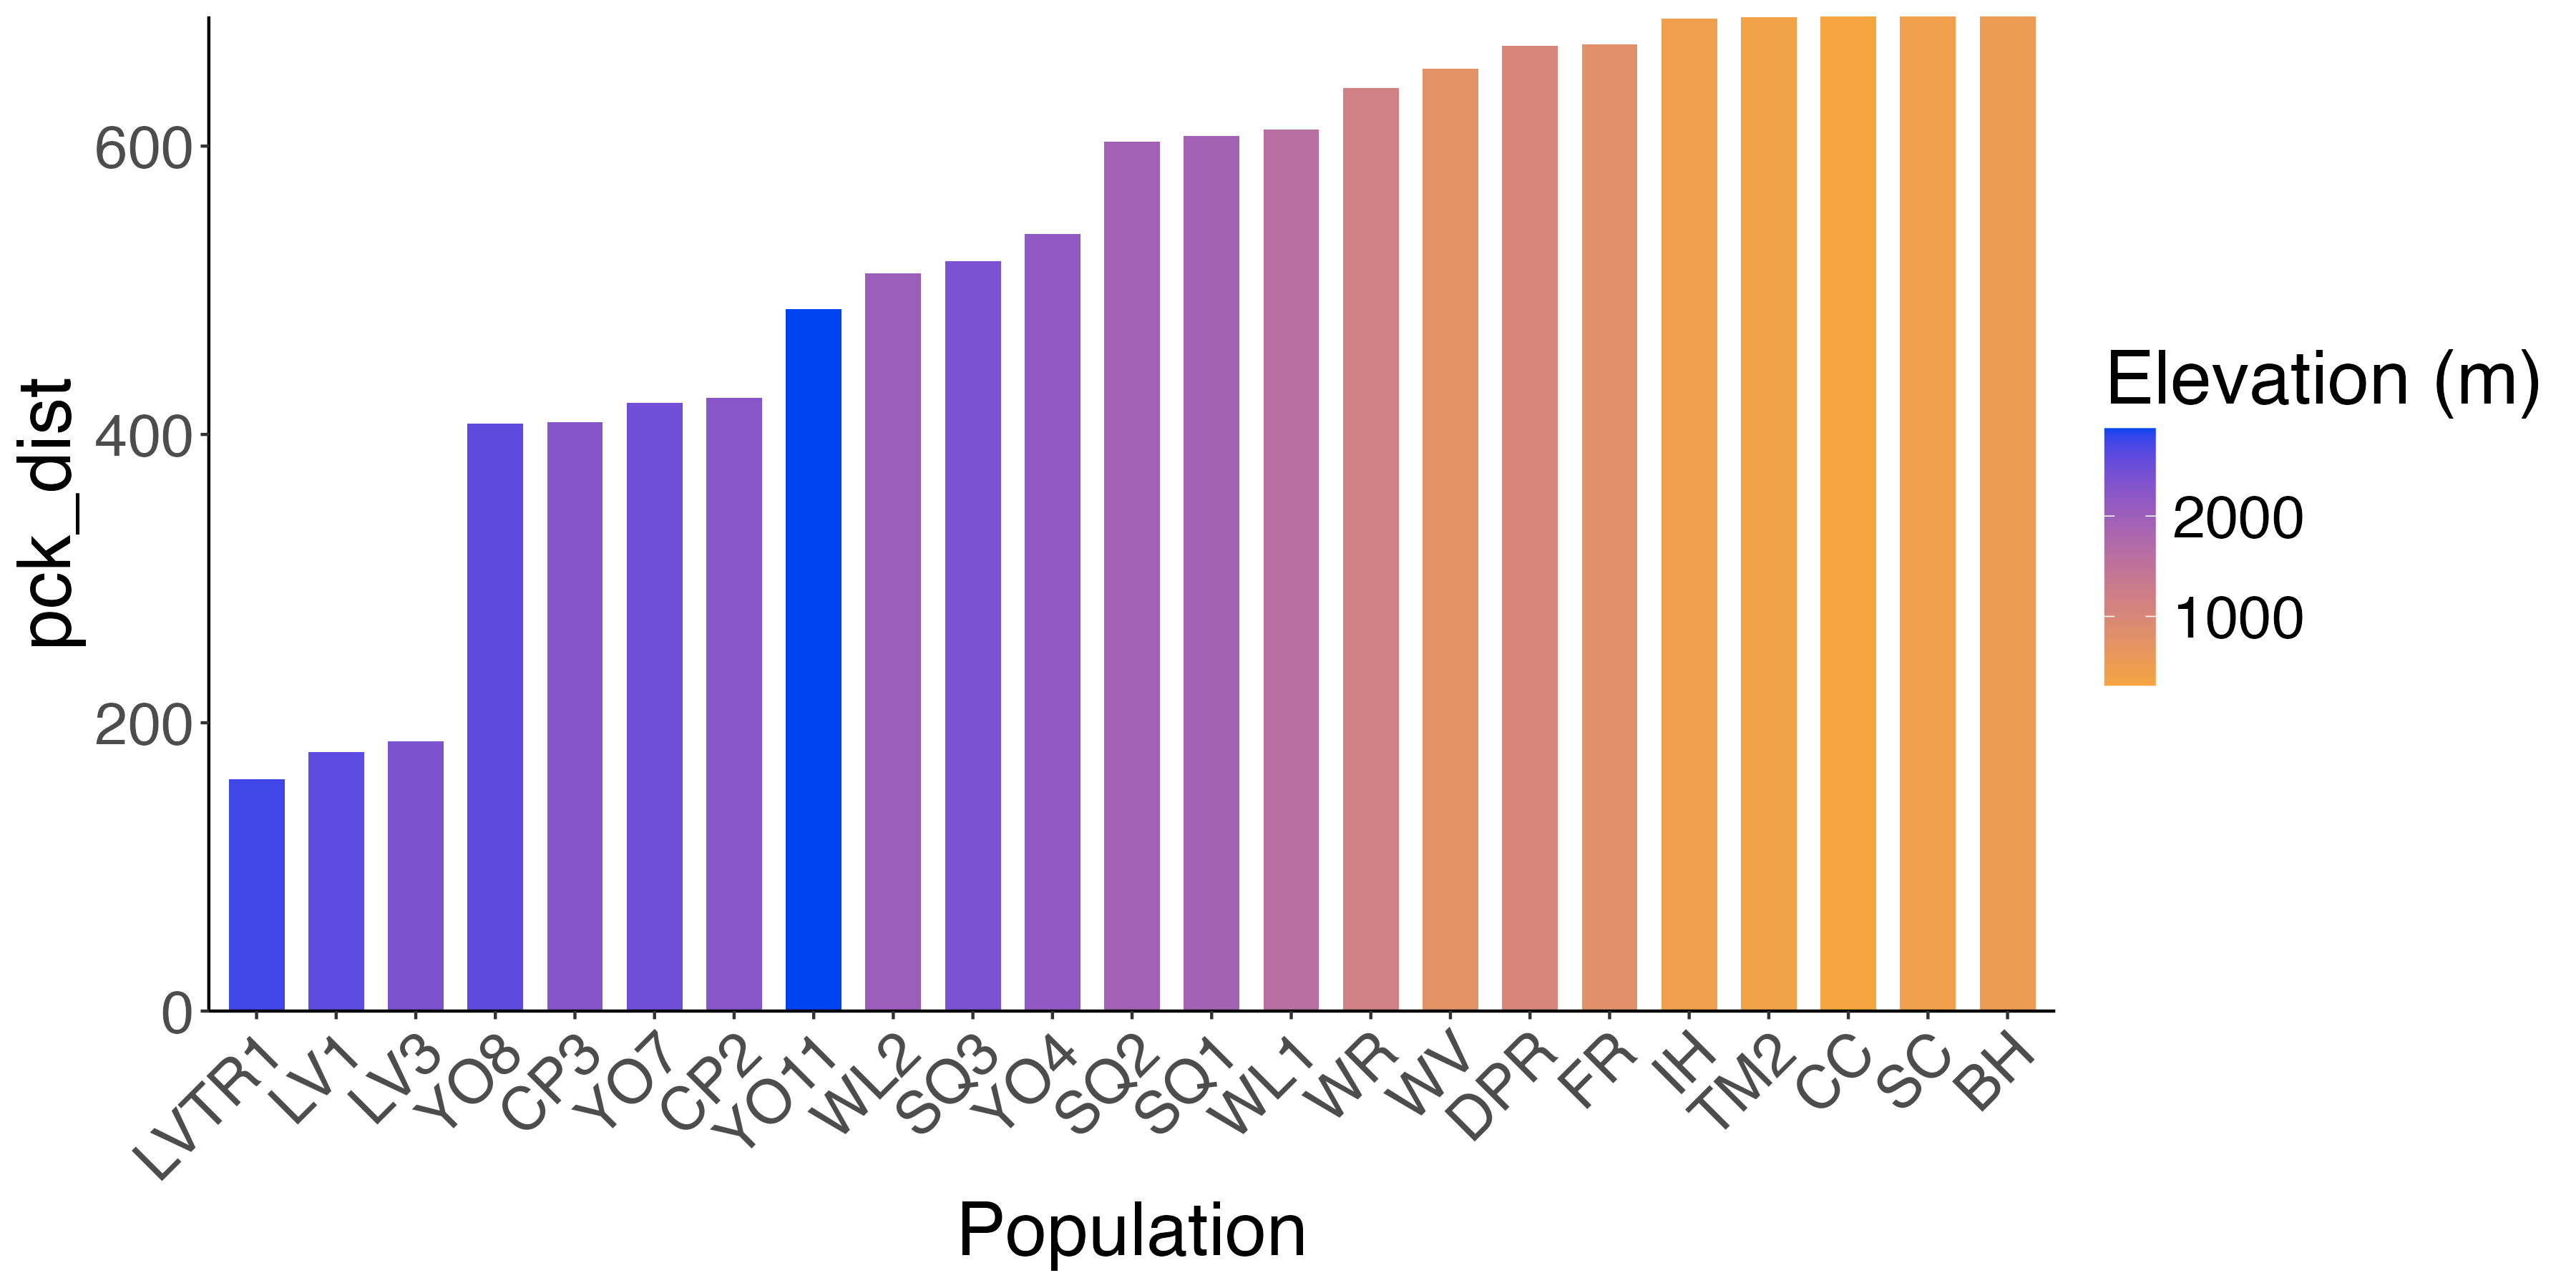 pck_dist
600
400
200
0
LVTR1
LV1
LV3
YO8
CP3
YO7
CP2
YO11
WL2
SQ3
YO4
SQ2
SQ1
WL1
WR
WV
DPR
FR
IH
TM2
CC
SC
BH
Population
Elevation (m)
2000
1000